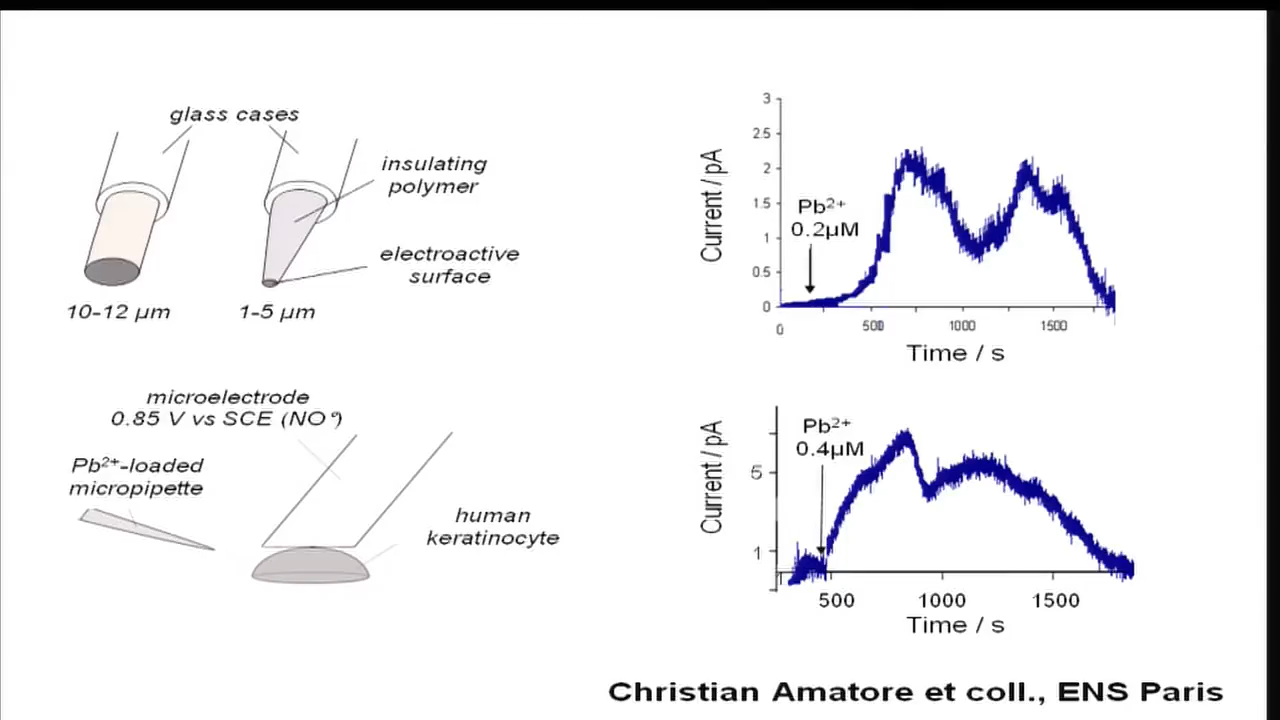 glass cases
insulating
polymer
electroactive
surface
10-12 µm
1-5 µm
microelectrode
0.85 V vs SCE (NO°)
Pb²⁺-loaded
micropipette
human
keratinocyte
Current / pA
3
2.5
2
1.5
1
0.5
0
Pb²⁺
0.2µM
0
500
1000
1500
Time / s
Current / pA
5
1
Pb²⁺
0.4µM
500
1000
1500
Time / s
Christian Amatore et coll., ENS Paris